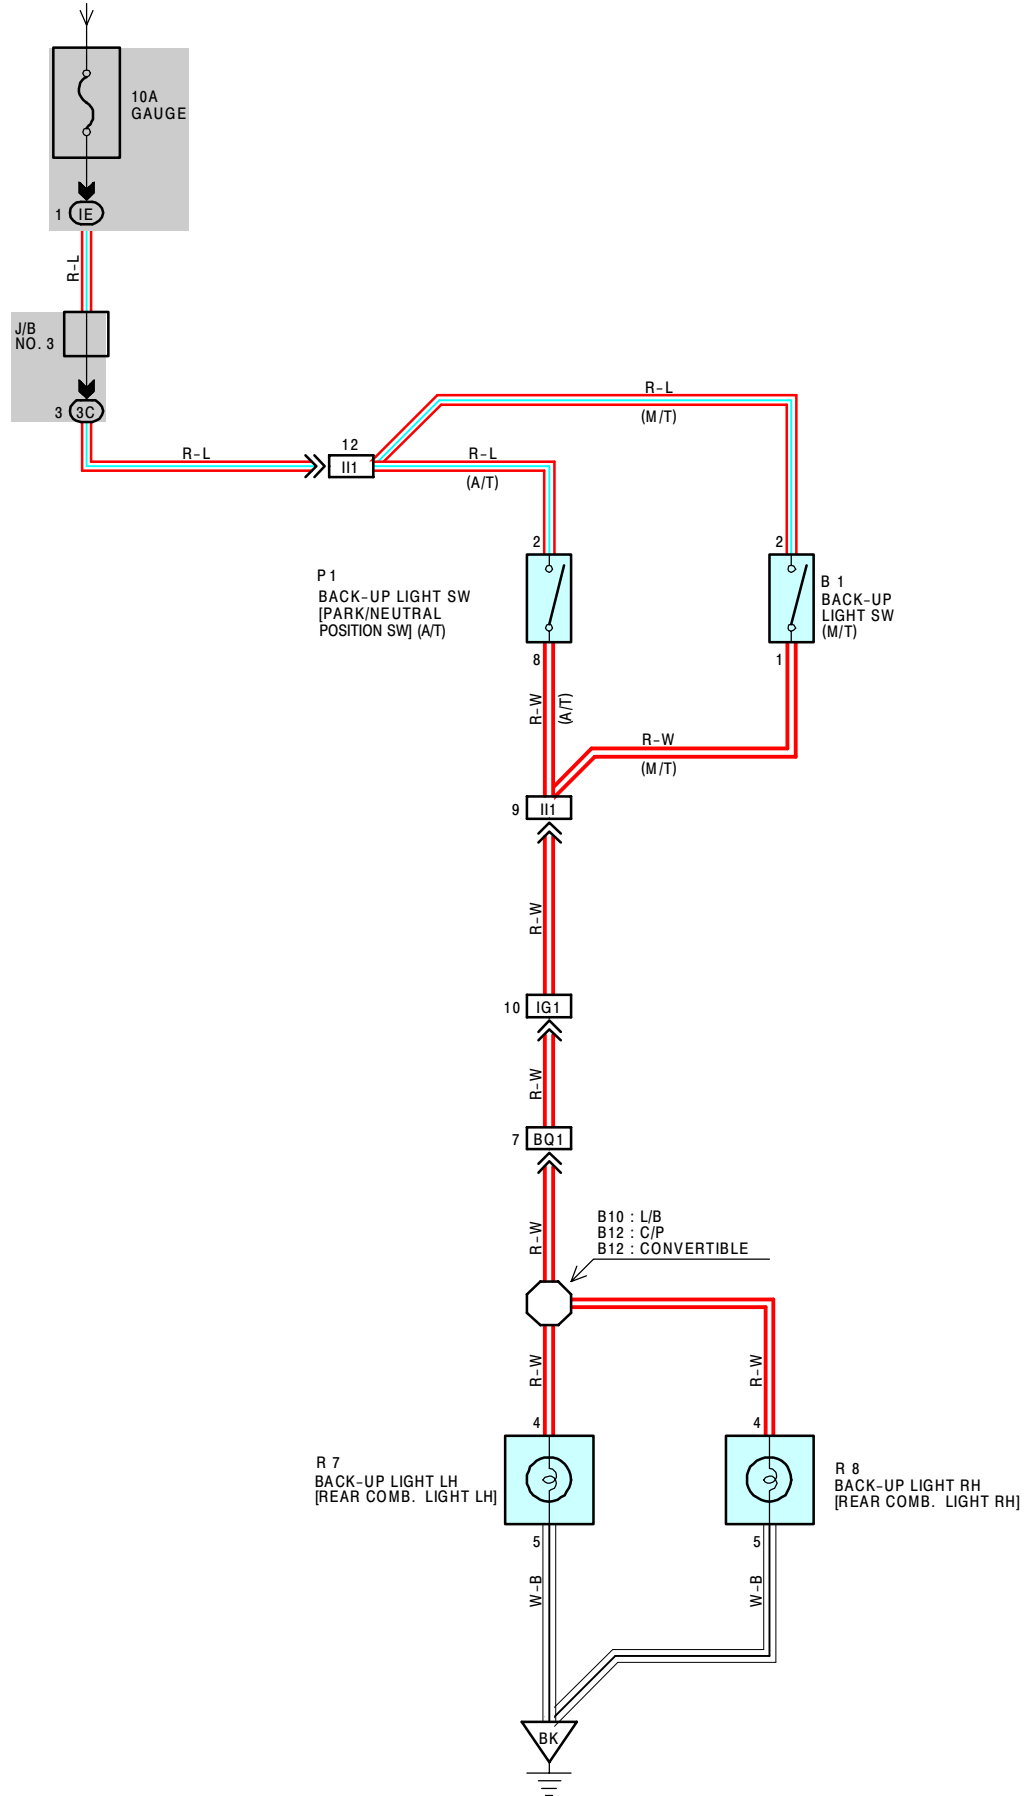 10A
GAUGE
1 IE
R-L
J/B
NO. 3
3 3C
R-L
12
II1
R-L
(M/T)
R-L
(A/T)
2
2
P 1
BACK-UP LIGHT SW
[PARK/NEUTRAL
POSITION SW] (A/T)
B 1
BACK-UP
LIGHT SW
(M/T)
8
1
R-W
(A/T)
R-W
(M/T)
9 II1
R-W
10 IG1
R-W
7 BQ1
R-W
B10 : L/B
B12 : C/P
B12 : CONVERTIBLE
R-W
R-W
4
4
R 7
BACK-UP LIGHT LH
[REAR COMB. LIGHT LH]
R 8
BACK-UP LIGHT RH
[REAR COMB. LIGHT RH]
5
5
W-B
W-B
BK